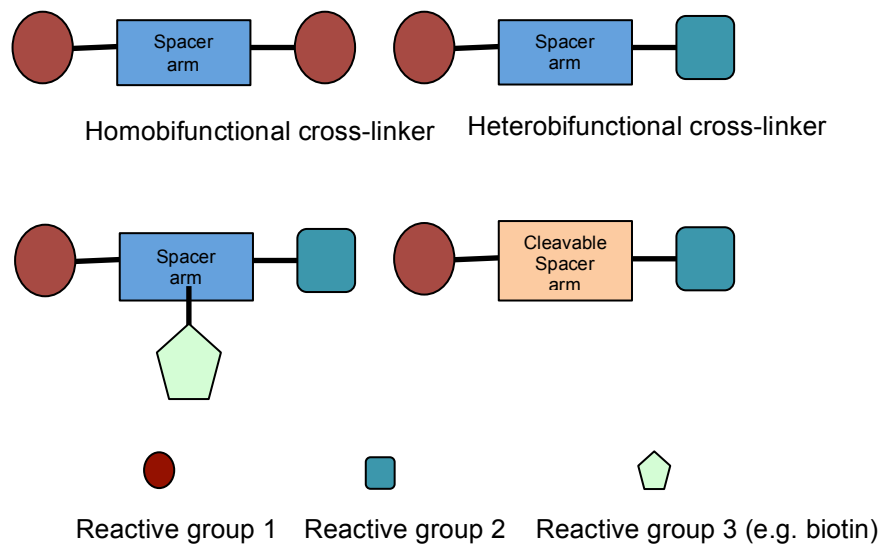 Spacer
arm
Spacer
arm
Homobifunctional cross-linker
Heterobifunctional cross-linker
Spacer
arm
Cleavable
Spacer
arm
Reactive group 1
Reactive group 2
Reactive group 3 (e.g. biotin)